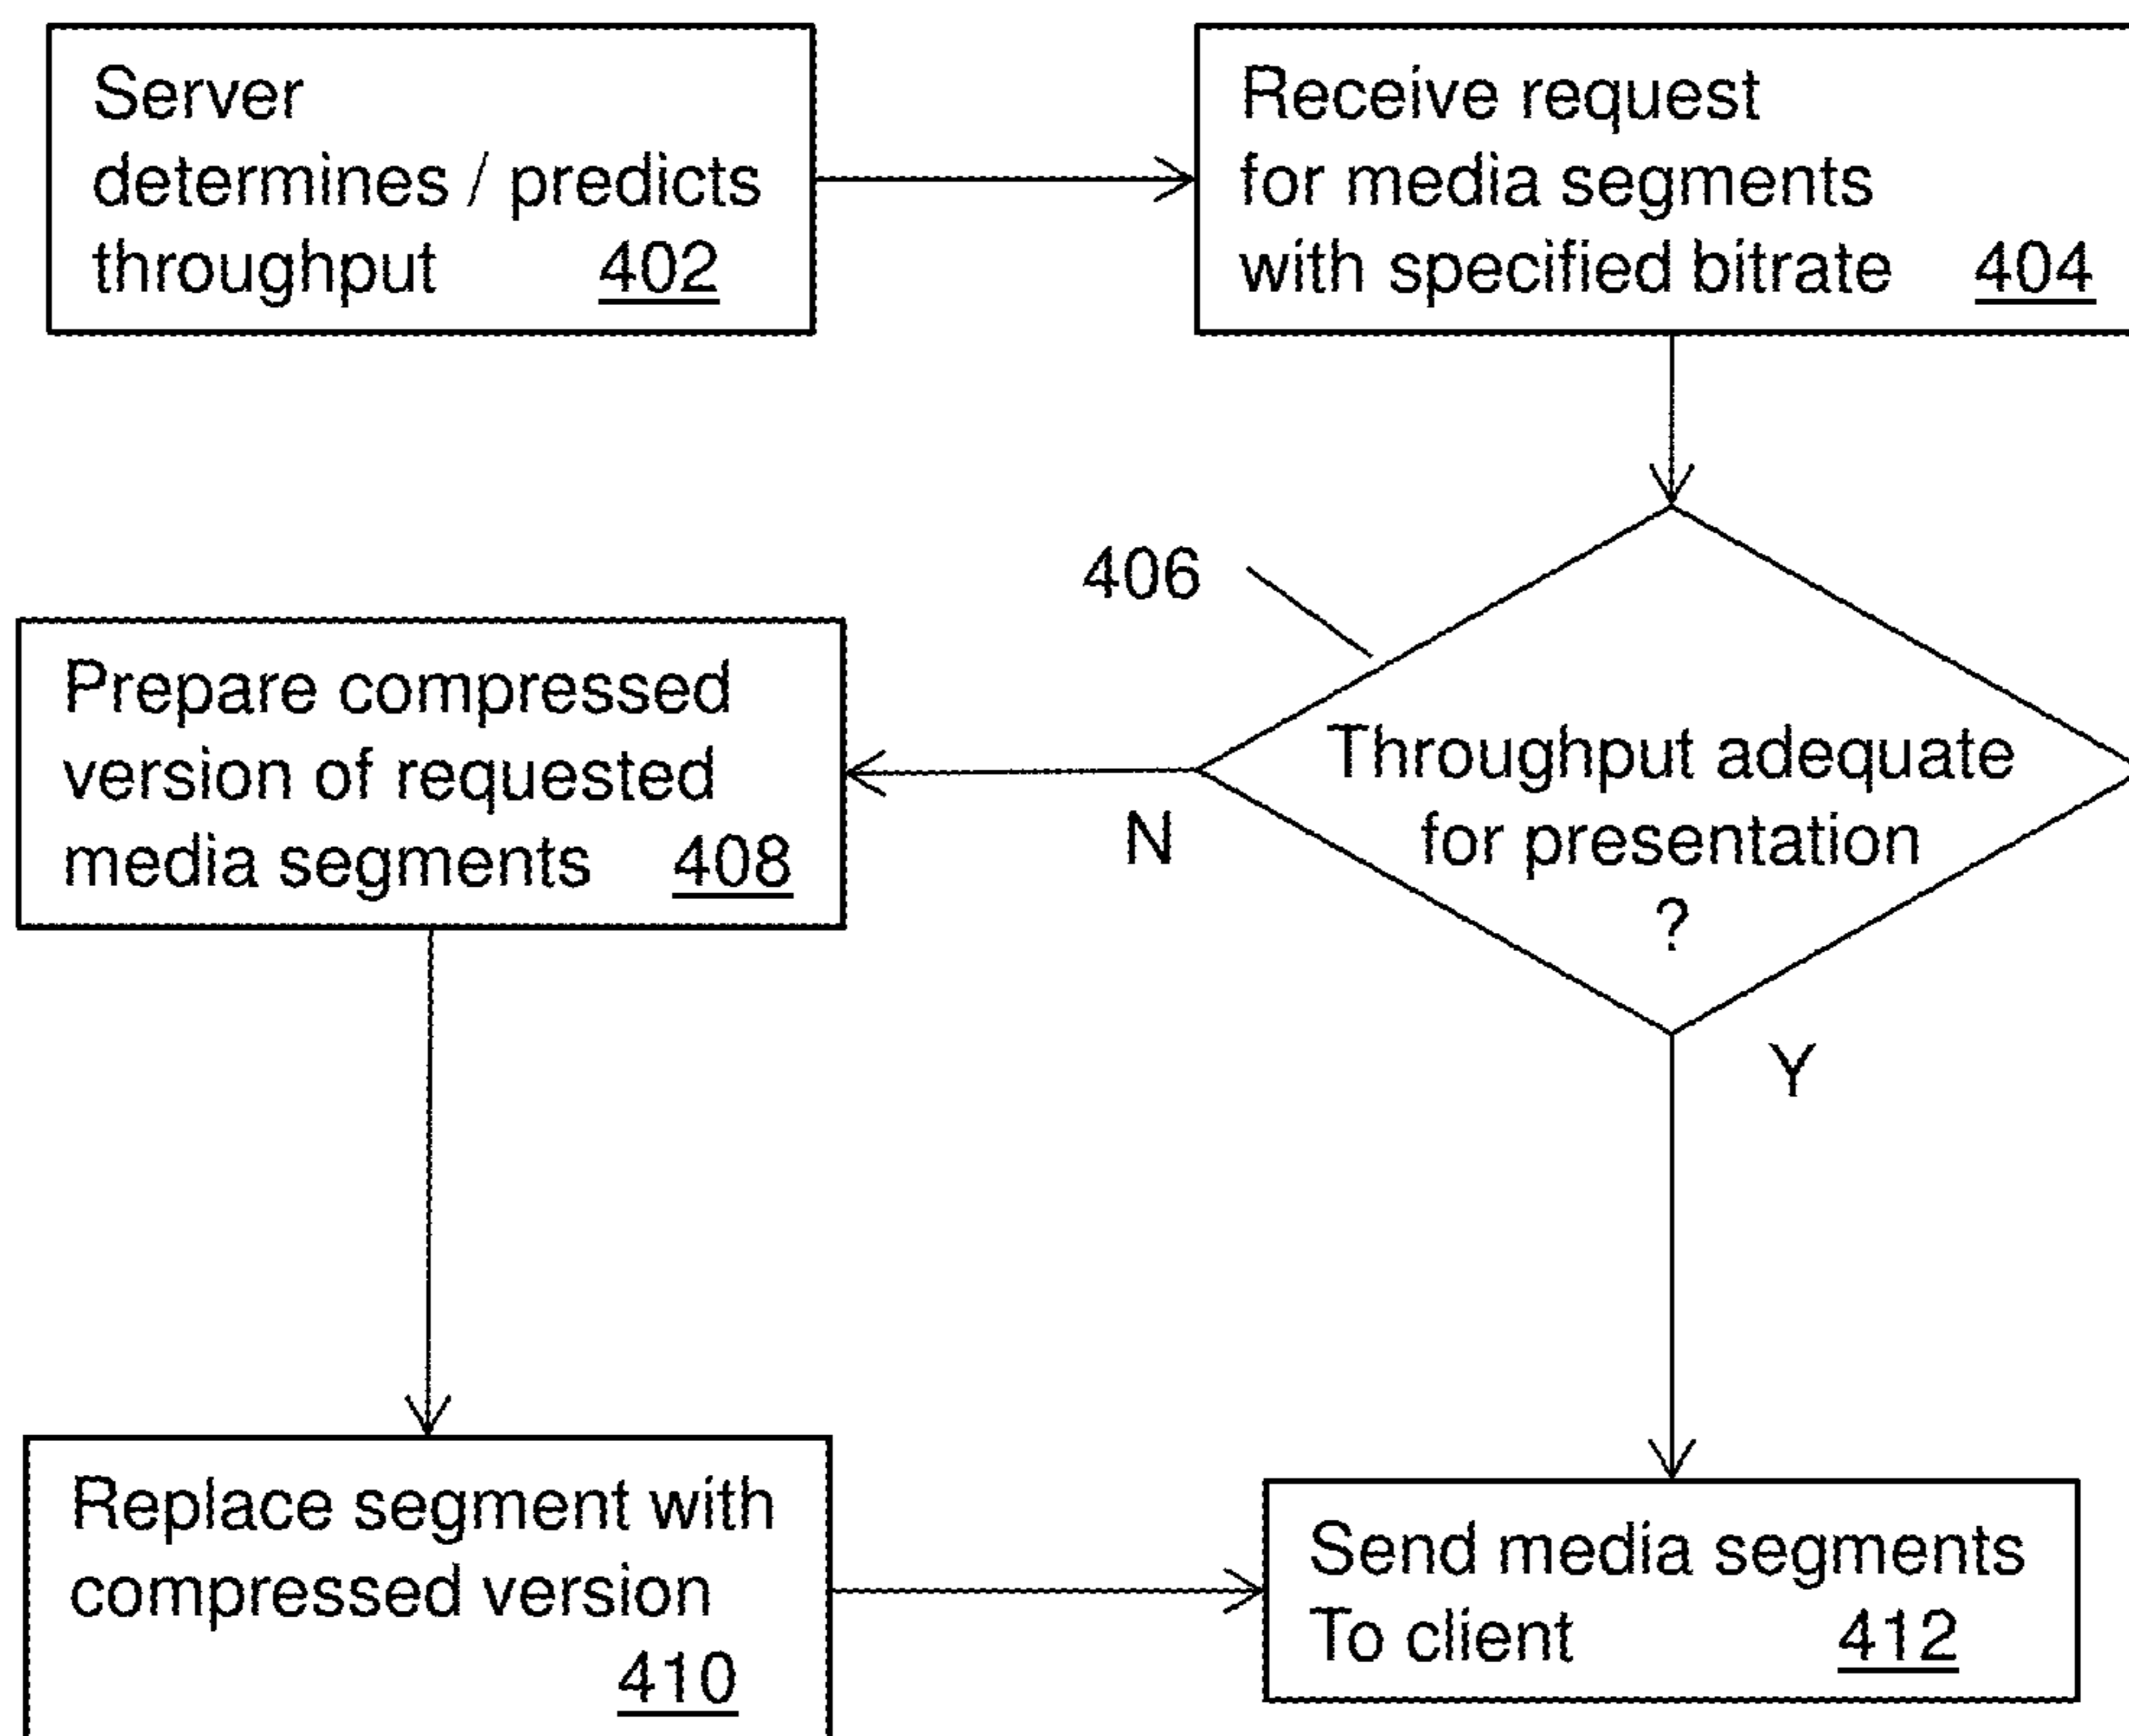 Server
determines / predicts
throughput 402
Receive request
for media segments
with specified bitrate 404
406
Throughput adequate
for presentation
?
N
Y
Prepare compressed
version of requested
media segments 408
Replace segment with
compressed version
410
Send media segments
To client 412